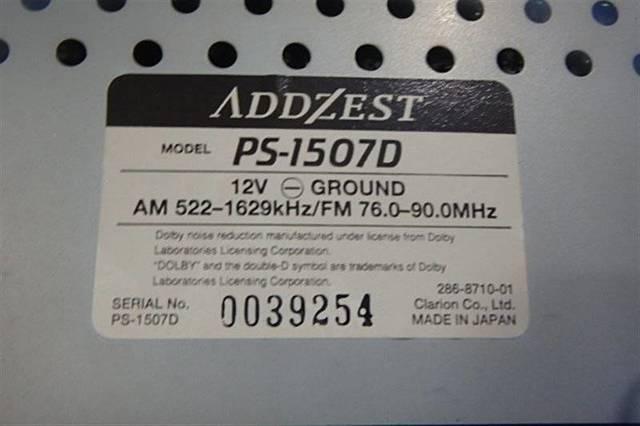 ADDZEST
MODEL PS-1507D
12V ⊖ GROUND
AM 522-1629kHz/FM 76.0-90.0MHz
Dolby noise reduction manufactured under license from Dolby
Laboratories Licensing Corporation.
"DOLBY" and the double-D symbol are trademarks of Dolby
Laboratories Licensing Corporation.
286-8710-01
SERIAL No. 0039254 Clarion Co., Ltd.
PS-1507D MADE IN JAPAN